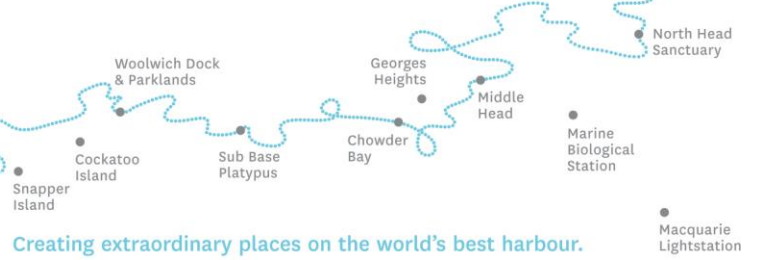 North Head
Sanctuary
Woolwich Dock
& Parklands
Georges
Heights
Middle
Head
Marine
Biological
Station
Chowder
Bay
Sub Base
Platypus
Cockatoo
Island
Snapper
Island
Macquarie
Lightstation
Creating extraordinary places on the world's best harbour.